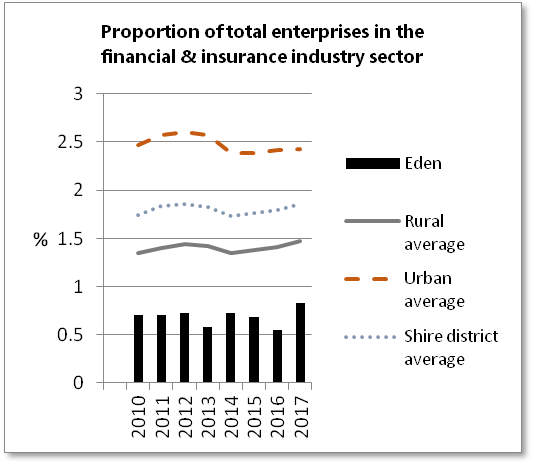 Proportion of total enterprises in the
financial & insurance industry sector
3
2.5
2
1.5
1
0.5
0
%
2010
2011
2012
2013
2014
2015
2016
2017
Eden
Rural
average
Urban
average
Shire district
average